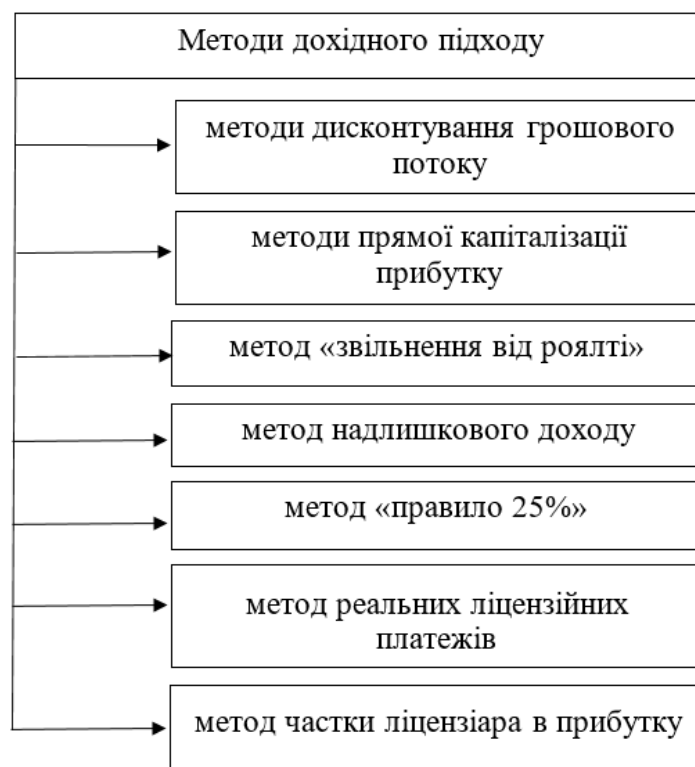 Методи дохідного підходу
методи дисконтування грошового
потоку
методи прямої капіталізації
прибутку
метод «звільнення від роялті»
метод надлишкового доходу
метод «правило 25%»
метод реальних ліцензійних
платежів
метод частки ліцензіара в прибутку